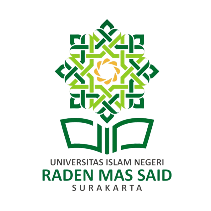 UNIVERSITAS ISLAM NEGERI
RADEN MAS SAID
SURAKARTA